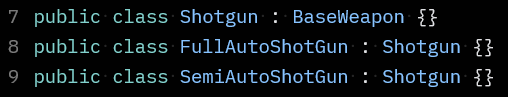 7 public class Shotgun : BaseWeapon {}
8 public class FullAutoShotGun : Shotgun {}
9 public class SemiAutoShotGun : Shotgun {}